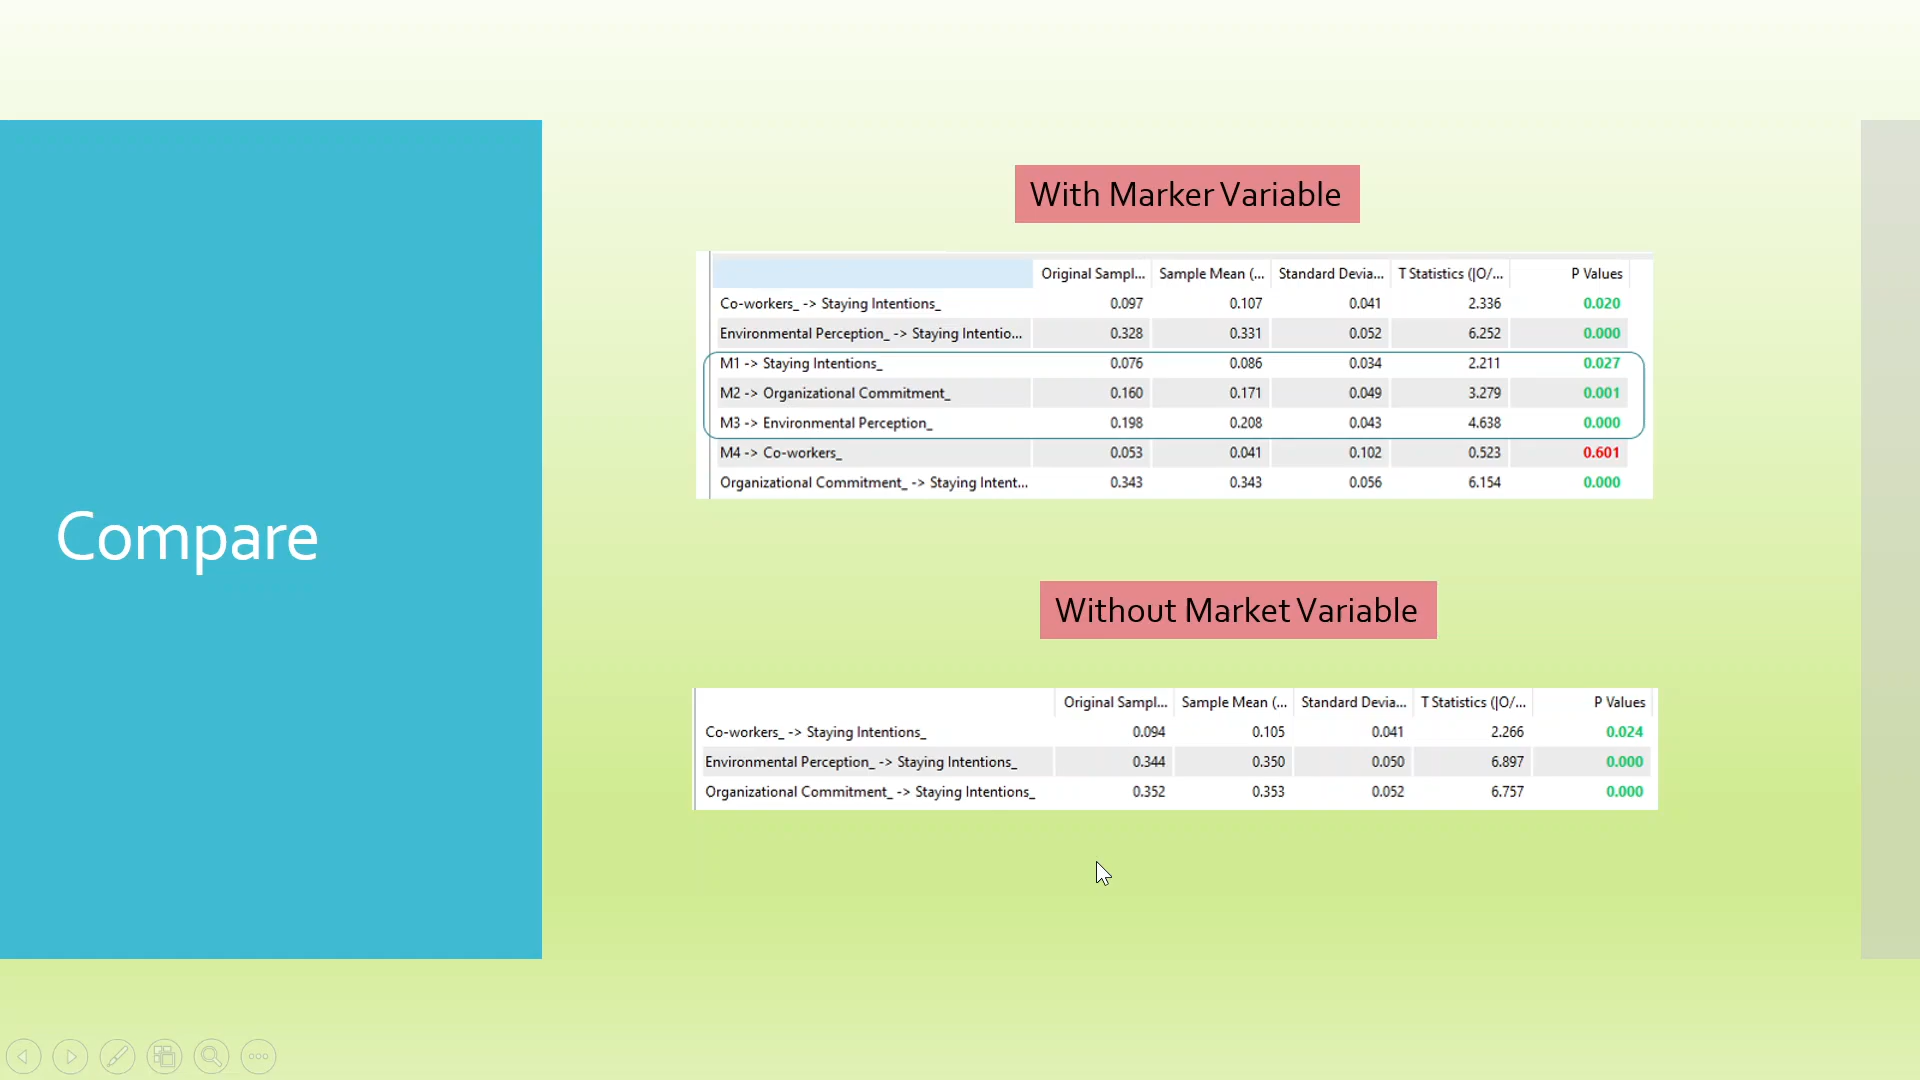 Compare
With Marker Variable
Original Sampl... Sample Mean (... Standard Devia... T Statistics (|O/... P Values
Co-workers_ -> Staying Intentions_ 0.097 0.107 0.041 2.336 0.020
Environmental Perception_ -> Staying Intentio... 0.328 0.331 0.052 6.252 0.000
M1 -> Staying Intentions_ 0.076 0.086 0.034 2.211 0.027
M2 -> Organizational Commitment_ 0.160 0.171 0.049 3.279 0.001
M3 -> Environmental Perception_ 0.198 0.208 0.043 4.638 0.000
M4 -> Co-workers_ 0.053 0.041 0.102 0.523 0.601
Organizational Commitment_ -> Staying Intent... 0.343 0.343 0.056 6.154 0.000
Without Market Variable
Original Sampl... Sample Mean (... Standard Devia... T Statistics (|O/... P Values
Co-workers_ -> Staying Intentions_ 0.094 0.105 0.041 2.266 0.024
Environmental Perception_ -> Staying Intentions_ 0.344 0.350 0.050 6.897 0.000
Organizational Commitment_ -> Staying Intentions_ 0.352 0.353 0.052 6.757 0.000